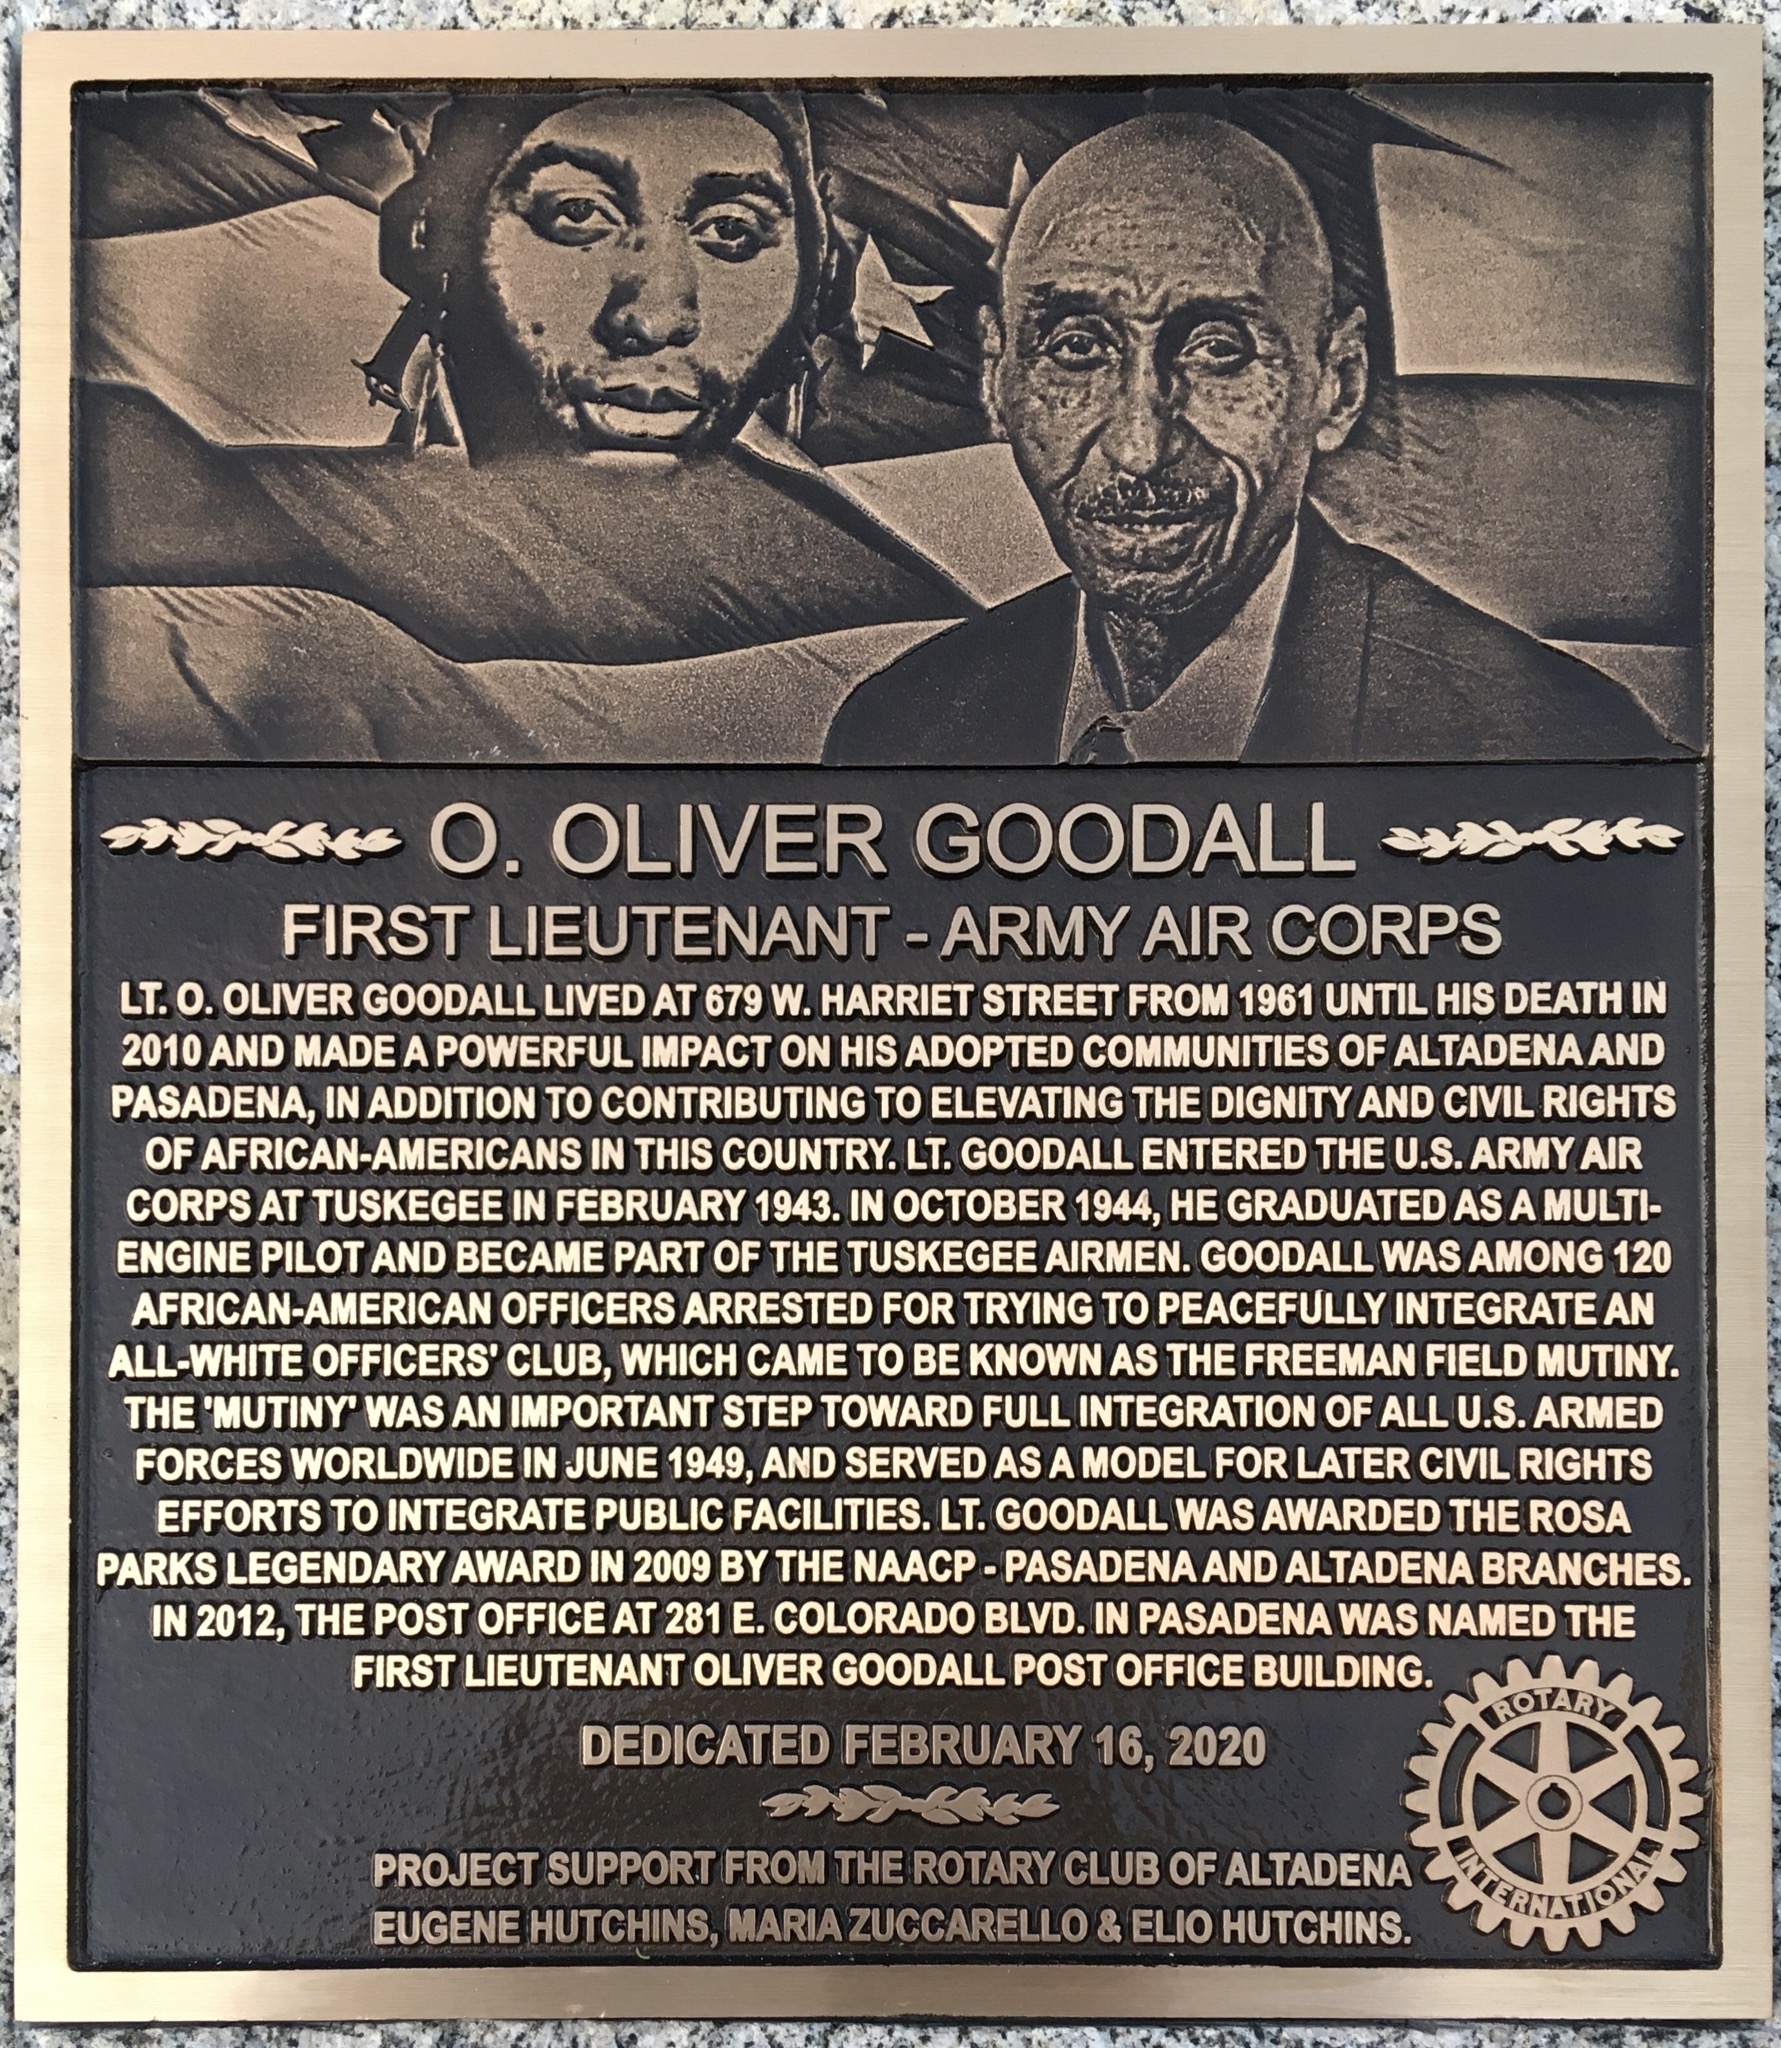 O. OLIVER GOODALL
FIRST LIEUTENANT - ARMY AIR CORPS
LT. O. OLIVER GOODALL LIVED AT 679 W. HARRIET STREET FROM 1961 UNTIL HIS DEATH IN
2010 AND MADE A POWERFUL IMPACT ON HIS ADOPTED COMMUNITIES OF ALTADENA AND
PASADENA, IN ADDITION TO CONTRIBUTING TO ELEVATING THE DIGNITY AND CIVIL RIGHTS
OF AFRICAN-AMERICANS IN THIS COUNTRY. LT. GOODALL ENTERED THE U.S. ARMY AIR
CORPS AT TUSKEGEE IN FEBRUARY 1943. IN OCTOBER 1944, HE GRADUATED AS A MULTI-
ENGINE PILOT AND BECAME PART OF THE TUSKEGEE AIRMEN. GOODALL WAS AMONG 120
AFRICAN-AMERICAN OFFICERS ARRESTED FOR TRYING TO PEACEFULLY INTEGRATE AN
ALL-WHITE OFFICERS' CLUB, WHICH CAME TO BE KNOWN AS THE FREEMAN FIELD MUTINY.
THE 'MUTINY' WAS AN IMPORTANT STEP TOWARD FULL INTEGRATION OF ALL U.S. ARMED
FORCES WORLDWIDE IN JUNE 1949, AND SERVED AS A MODEL FOR LATER CIVIL RIGHTS
EFFORTS TO INTEGRATE PUBLIC FACILITIES. LT. GOODALL WAS AWARDED THE ROSA
PARKS LEGENDARY AWARD IN 2009 BY THE NAACP - PASADENA AND ALTADENA BRANCHES.
IN 2012, THE POST OFFICE AT 281 E. COLORADO BLVD. IN PASADENA WAS NAMED THE
FIRST LIEUTENANT OLIVER GOODALL POST OFFICE BUILDING.
DEDICATED FEBRUARY 16, 2020
PROJECT SUPPORT FROM THE ROTARY CLUB OF ALTADENA
EUGENE HUTCHINS, MARIA ZUCCARELLO & ELIO HUTCHINS.
ROTARY
INTERNATIONAL